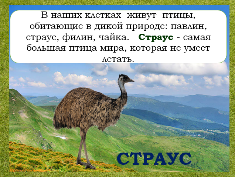 В наших клетках живут птицы,
обитающие в дикой природе: павлин,
страус, филин, чайка. Страус - самая
большая птица мира, которая не умеет
летать.
СТРАУС